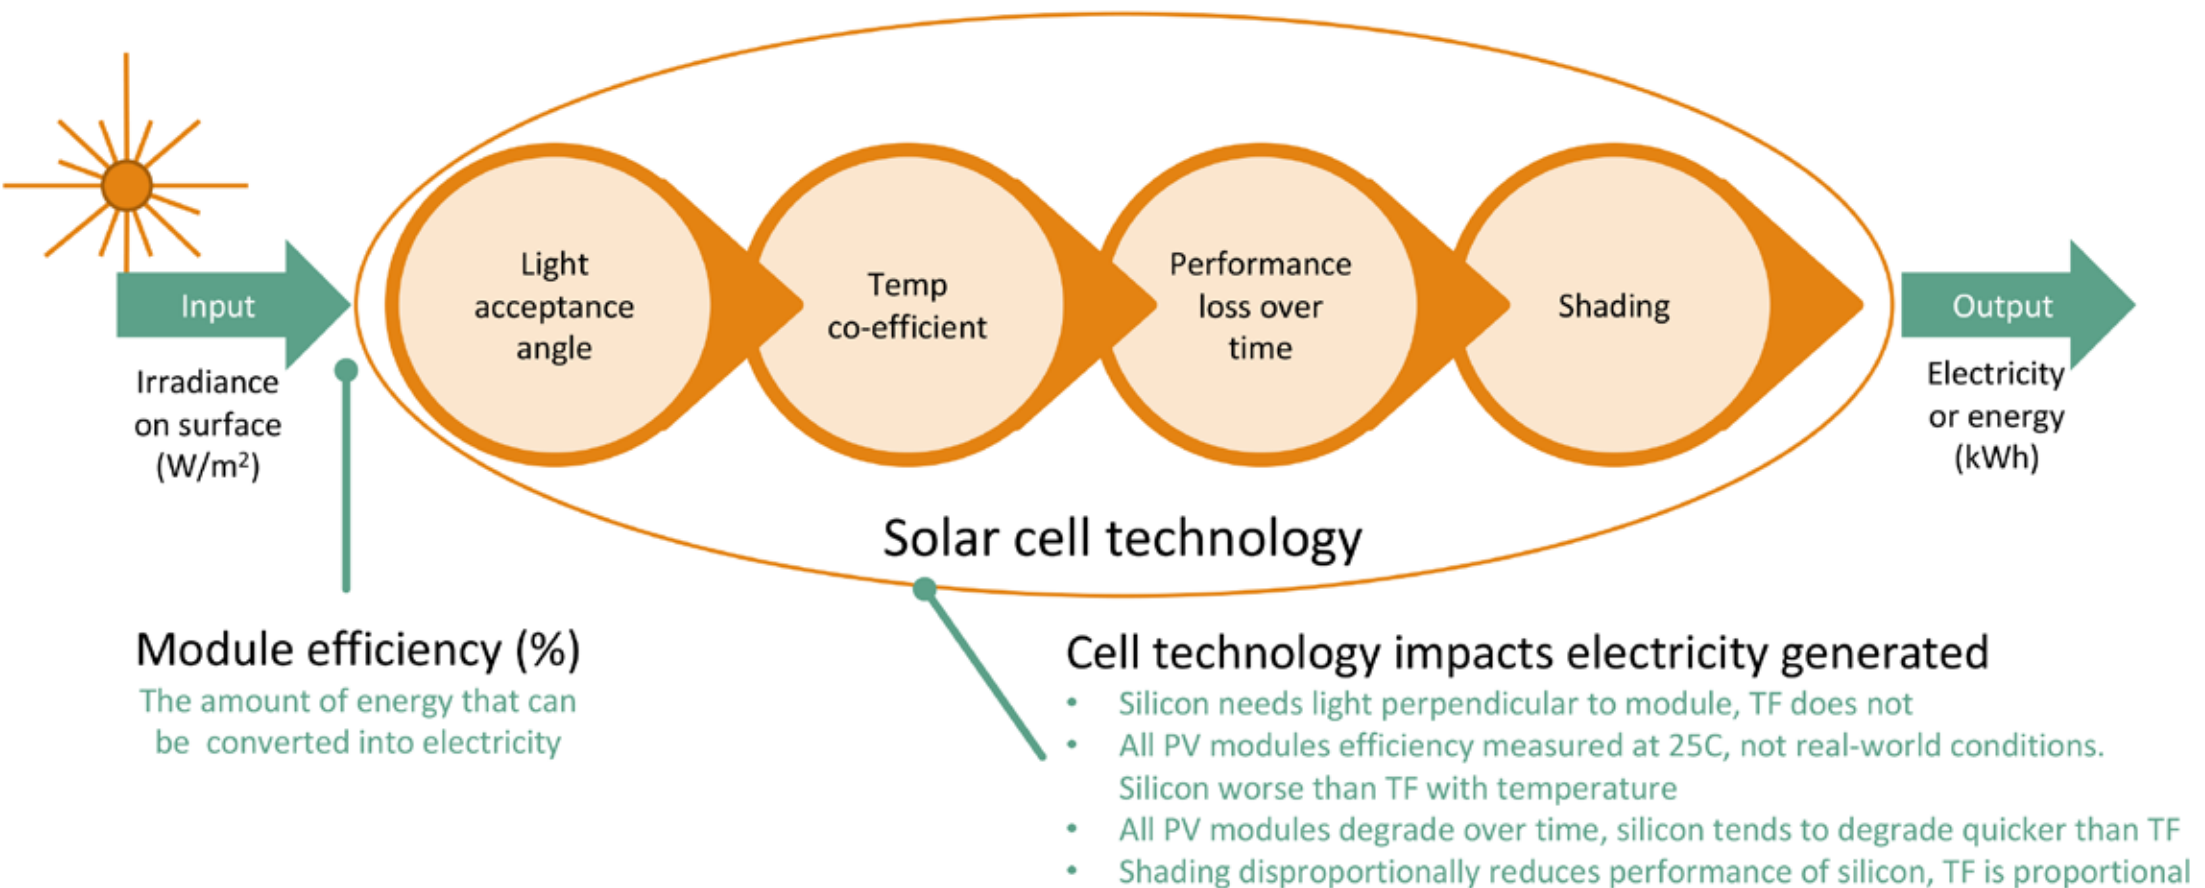 Input
Irradiance
on surface
(W/m²)
Light
acceptance
angle
Temp
co-efficient
Performance
loss over
time
Shading
Output
Electricity
or energy
(kWh)
Solar cell technology
Module efficiency (%)
The amount of energy that can
be converted into electricity
Cell technology impacts electricity generated
• Silicon needs light perpendicular to module, TF does not
• All PV modules efficiency measured at 25C, not real-world conditions.
Silicon worse than TF with temperature
• All PV modules degrade over time, silicon tends to degrade quicker than TF
• Shading disproportionally reduces performance of silicon, TF is proportional